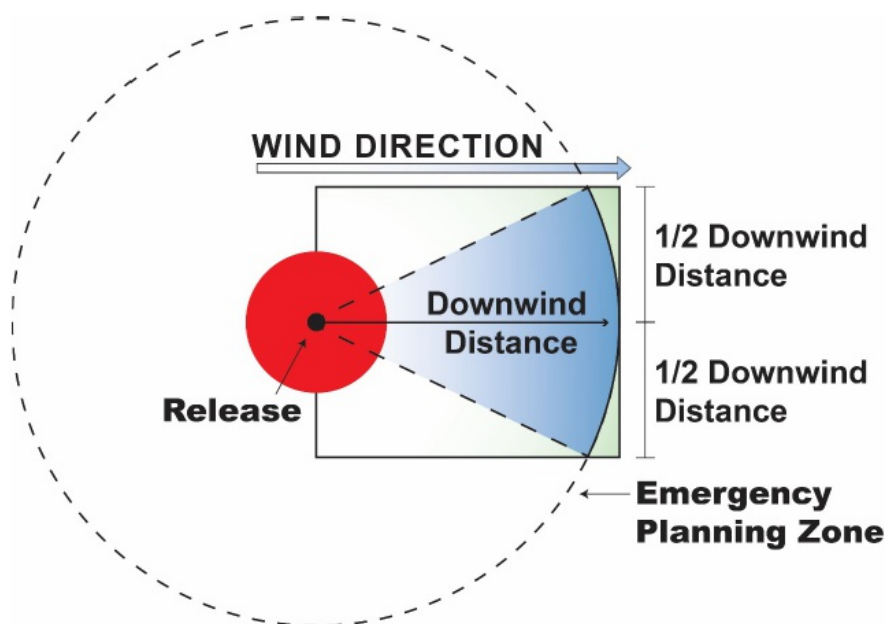 WIND DIRECTION
1/2 Downwind
Distance
Downwind
Distance
1/2 Downwind
Distance
Release
Emergency
Planning Zone